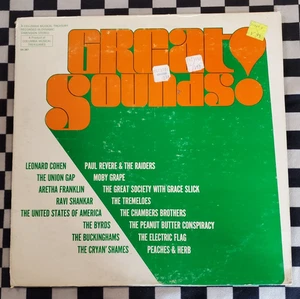 GREAT
SOUNDS!
LEONARD COHEN PAUL REVERE & THE RAIDERS
THE UNION GAP MOBY GRAPE
ARETHA FRANKLIN THE GREAT SOCIETY WITH GRACE SLICK
RAVI SHANKAR THE TREMELOES
THE UNITED STATES OF AMERICA THE CHAMBERS BROTHERS
THE BYRDS THE PEANUT BUTTER CONSPIRACY
THE BUCKINGHAMS THE ELECTRIC FLAG
THE CRYAN' SHAMES PEACHES & HERB